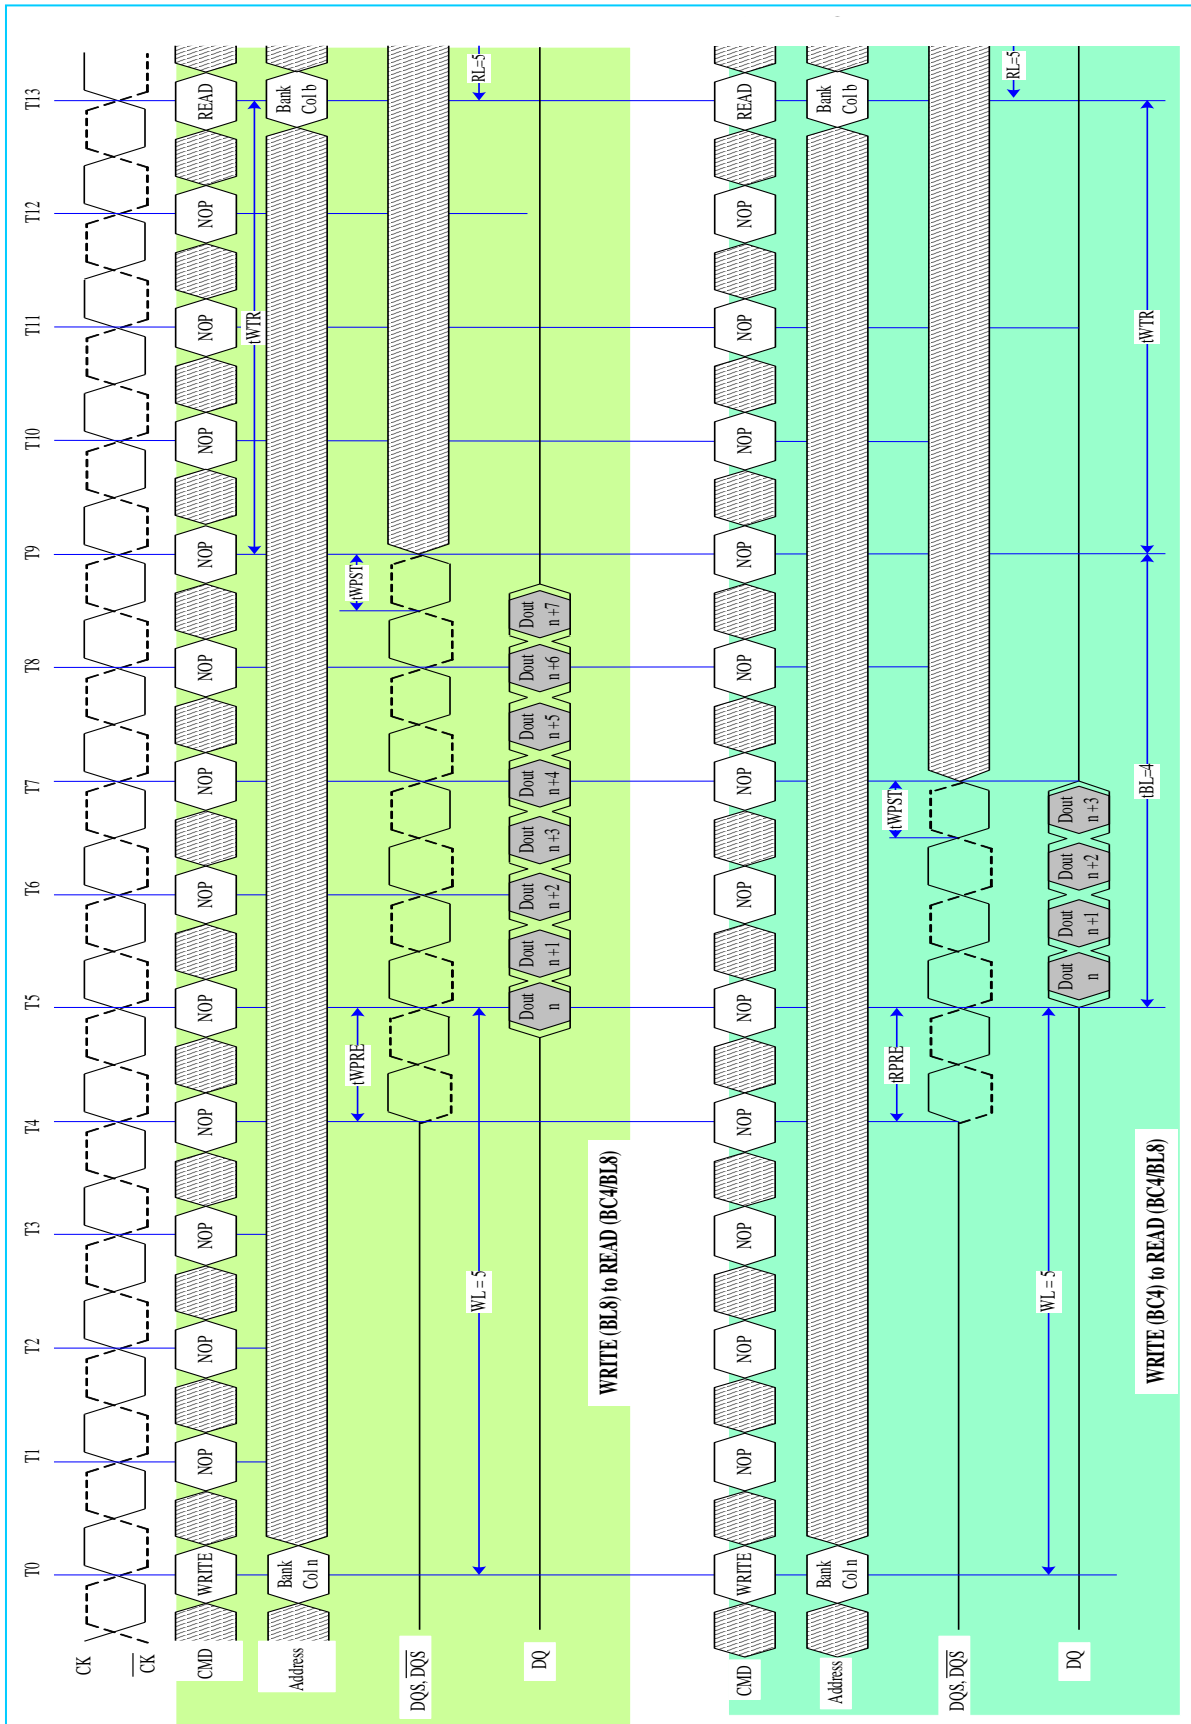 T0 T1 T2 T3 T4 T5 T6 T7 T8 T9 T10 T11 T12 T13
CK
C̅K̅
CMD WRITE NOP NOP NOP NOP NOP NOP NOP NOP NOP NOP NOP NOP READ
tWTR
Address
Bank
Col n
Bank
Col b
tWPRE
tWPST
DQS, D̅Q̅S̅
WL = 5
RL=5
DQ
Dout
n
Dout
n+1
Dout
n+2
Dout
n+3
Dout
n+4
Dout
n+5
Dout
n+6
Dout
n+7
WRITE (BL8) to READ (BC4/BL8)
CMD WRITE NOP NOP NOP NOP NOP NOP NOP NOP NOP NOP NOP NOP READ
Address
Bank
Col n
Bank
Col b
tRPRE
tWPST
DQS, D̅Q̅S̅
WL = 5
RL=5
DQ
Dout
n
Dout
n+1
Dout
n+2
Dout
n+3
tBL=4
tWTR
WRITE (BC4) to READ (BC4/BL8)